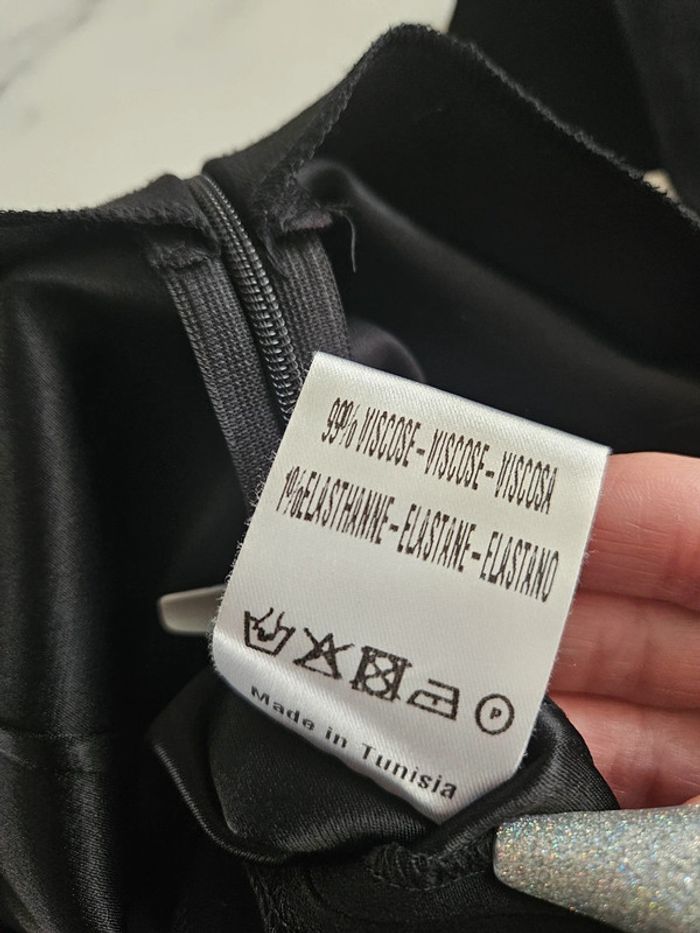 99% VISCOSE-VISCOSE-VISCOSA
1%ELASTHANNE-ELASTANE-ELASTANO
P
Made in Tunisia